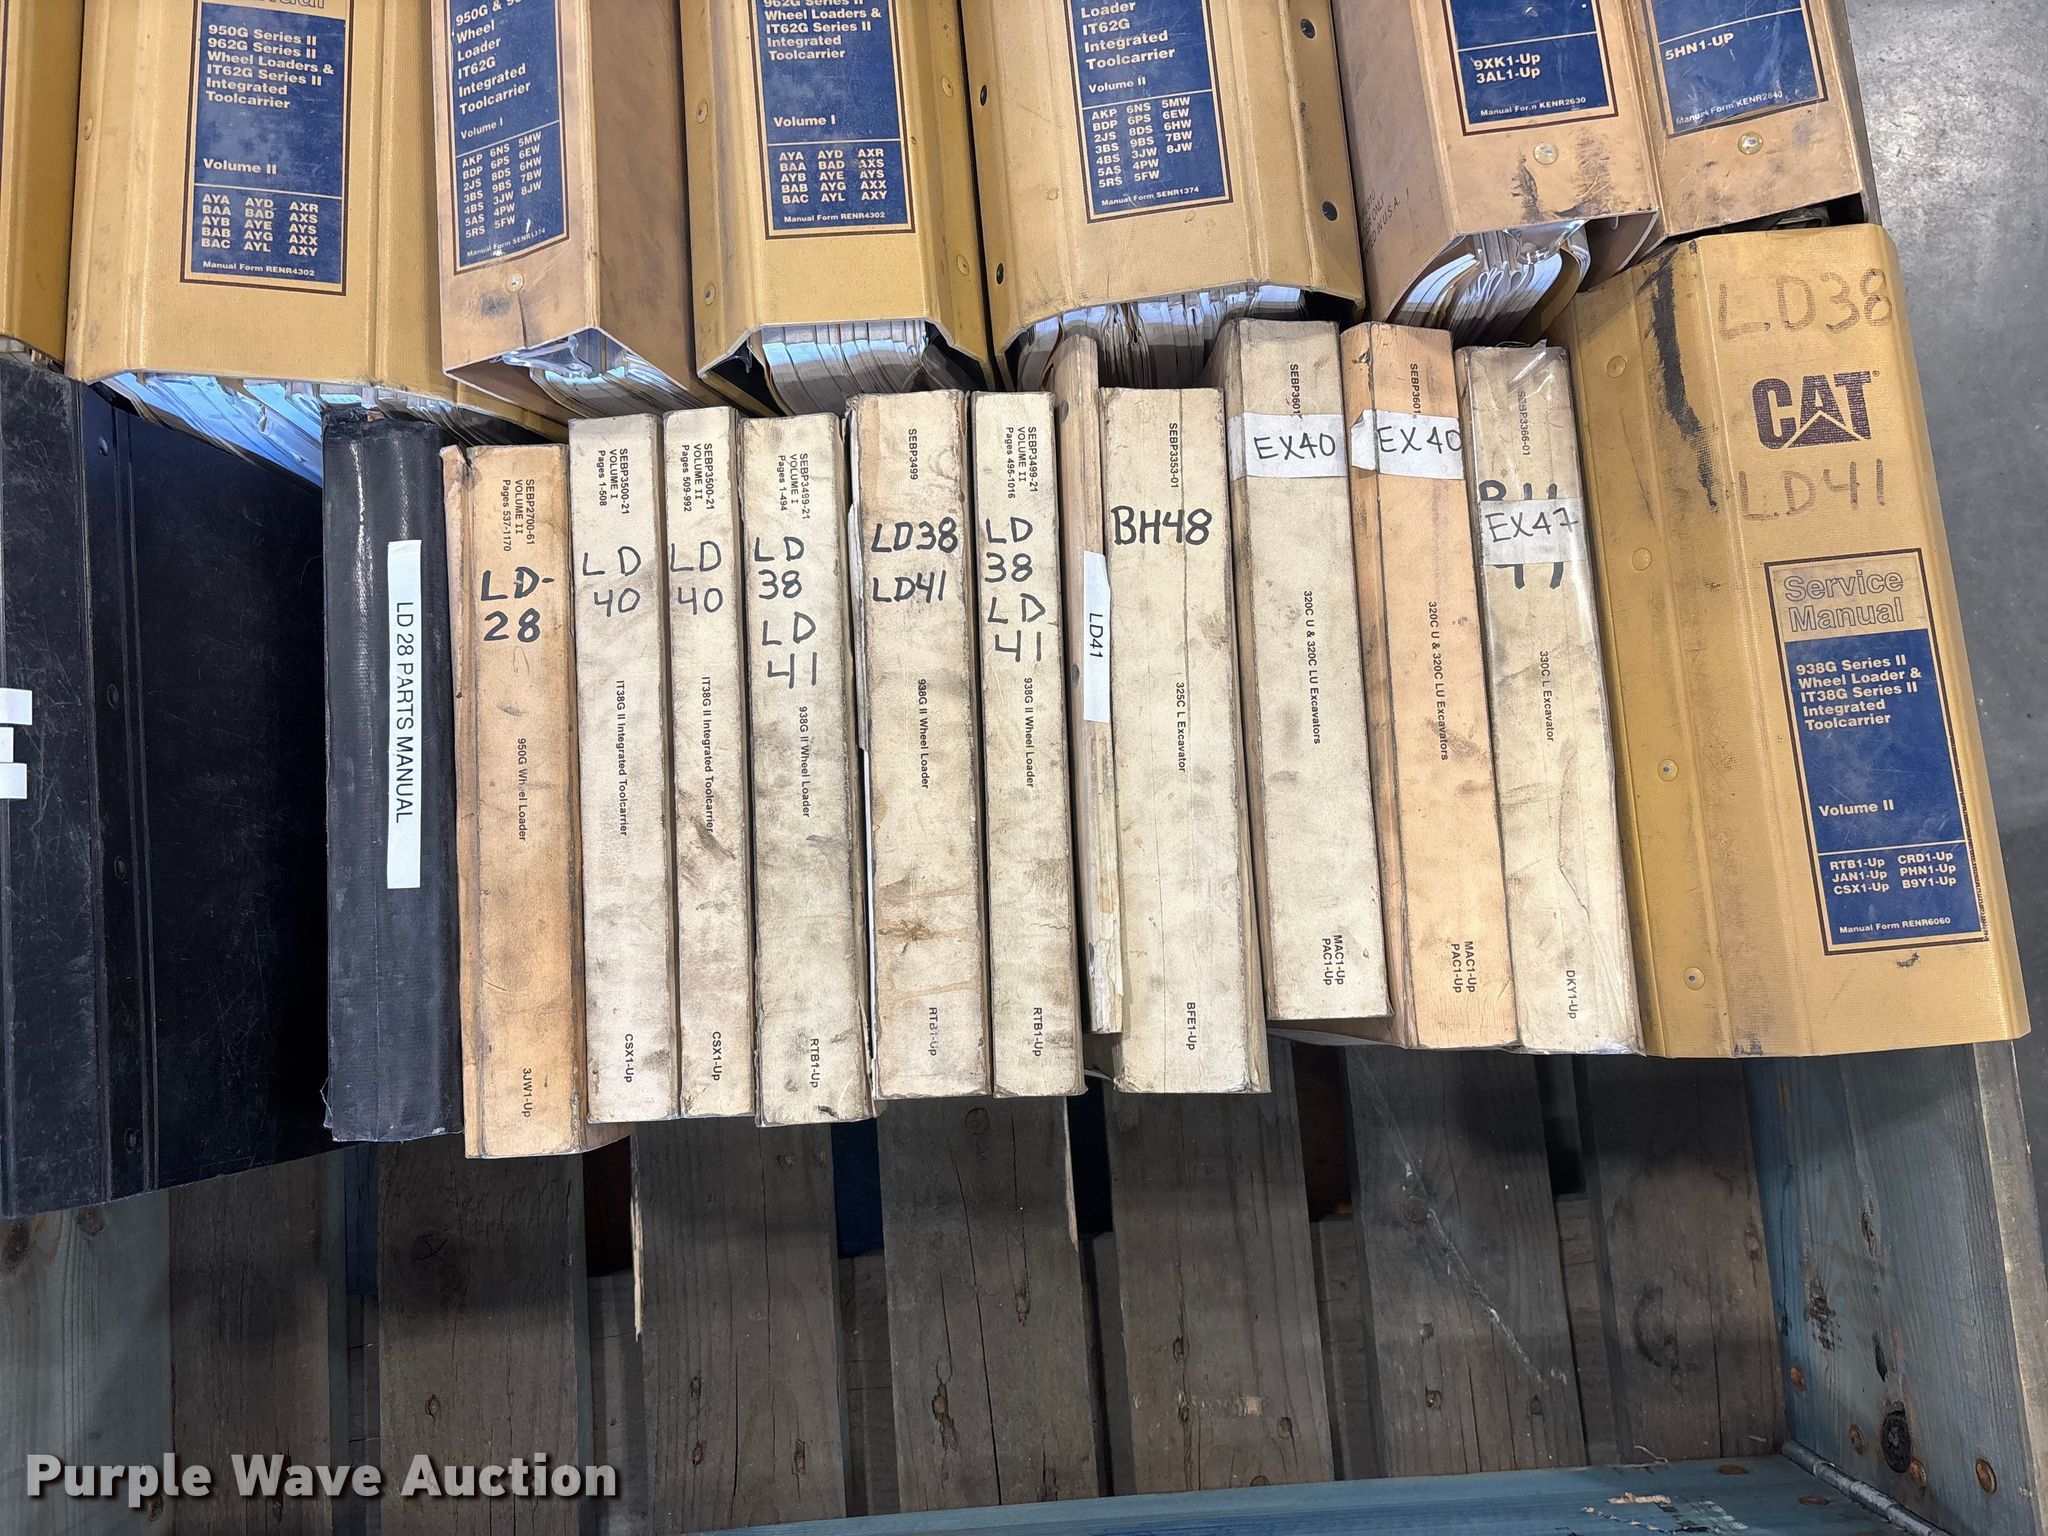 950G Series II
962G Series II
Wheel Loaders &
IT62G Series II
Integrated
Toolcarrier
Volume II
AYA AYD AXR
BAA BAD AXS
AYB AYE AYS
BAB AYG AXX
BAC AYL AXY
Manual Form RENR4302
Wheel
Loader
IT62G
Integrated
Toolcarrier
Volume I
AKP 6NS 5MW
BDP 6PS 6EW
2JS 8DS 6HW
3BS 9BS 7BW
4BS 3JW 8JW
5AS 4PW
5RS 5FW
Manual Form SENR1374
962G Series II
Wheel Loaders &
IT62G Series II
Integrated
Toolcarrier
Volume I
AYA AYD AXR
BAA BAD AXS
AYB AYE AYS
BAB AYG AXX
BAC AYL AXY
Manual Form RENR4302
Loader
IT62G
Integrated
Toolcarrier
Volume II
AKP 6NS 5MW
BDP 6PS 6EW
2JS 8DS 6HW
3BS 9BS 7BW
4BS 3JW 8JW
5AS 4PW
5RS 5FW
Manual Form SENR1374
9XK1-Up
3AL1-Up
Manual Form KENR2630
5HN1-UP
Manual Form KENR2640
LD 28 PARTS MANUAL
SEBP2700-61
VOLUME II
Pages 537-1170
LD-
28
950G Wheel Loader
3JW1-Up
SEBP3500-21
VOLUME I
Pages 1-508
LD
40
IT38G II Integrated Toolcarrier
CSX1-Up
SEBP3500-21
VOLUME II
Pages 509-992
LD
40
IT38G II Integrated Toolcarrier
CSX1-Up
SEBP3499-21
VOLUME I
Pages 1-494
LD
38
LD
41
938G II Wheel Loader
RTB1-Up
SEBP3499
LD38
LD41
938G II Wheel Loader
RTB1-Up
SEBP3499-21
VOLUME II
Pages 495-1016
LD
38
LD
41
938G II Wheel Loader
RTB1-Up
LD41
SEBP3353-01
BH48
325C L Excavator
BFE1-Up
SEBP3601
EX40
320C U & 320C LU Excavators
MAC1-Up
PAC1-Up
SEBP3601
EX40
320C U & 320C LU Excavators
MAC1-Up
PAC1-Up
SEBP3366-01
EX47
330C L Excavator
DKY1-Up
LD38
CAT
LD41
Service
Manual
938G Series II
Wheel Loader &
IT38G Series II
Integrated
Toolcarrier
Volume II
RTB1-Up CRD1-Up
JAN1-Up PHN1-Up
CSX1-Up B9Y1-Up
Manual Form RENR6060
Purple Wave Auction